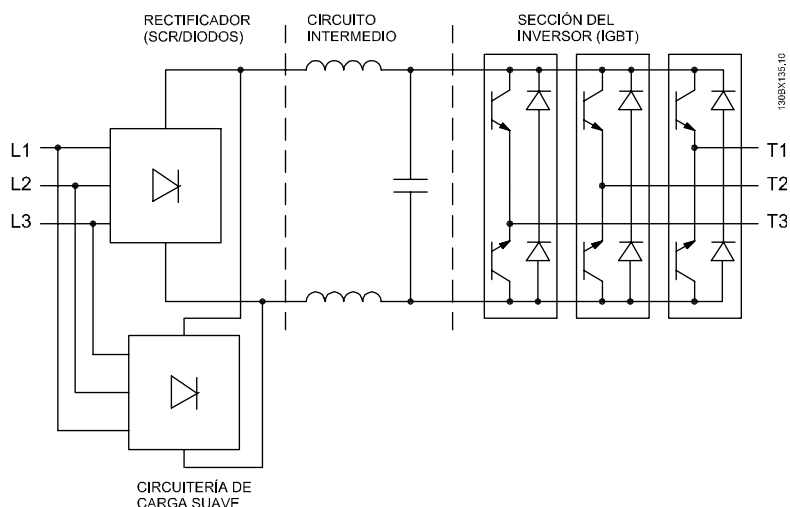 RECTIFICADOR
(SCR/DIODOS)
CIRCUITO
INTERMEDIO
SECCIÓN DEL
INVERSOR (IGBT)
130BX135.10
L1
L2
L3
T1
T2
T3
CIRCUITERÍA DE
CARGA SUAVE